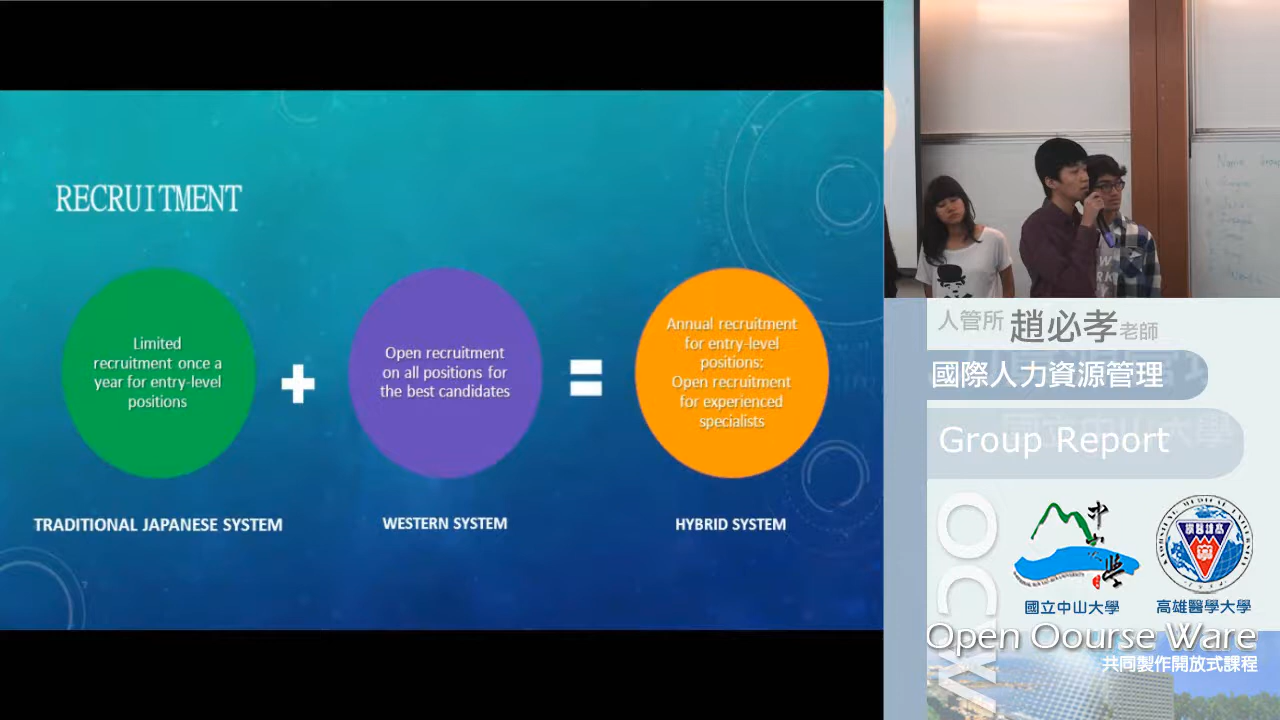 RECRUITMENT
Limited
recruitment once a
year for entry-level
positions
Open recruitment
on all positions for
the best candidates
Annual recruitment
for entry-level
positions:
Open recruitment
for experienced
specialists
TRADITIONAL JAPANESE SYSTEM
WESTERN SYSTEM
HYBRID SYSTEM
人管所 趙必孝老師
國際人力資源管理
Group Report
OCW
國立中山大學
高雄醫學大學
Open Oourse Ware
共同製作開放式課程